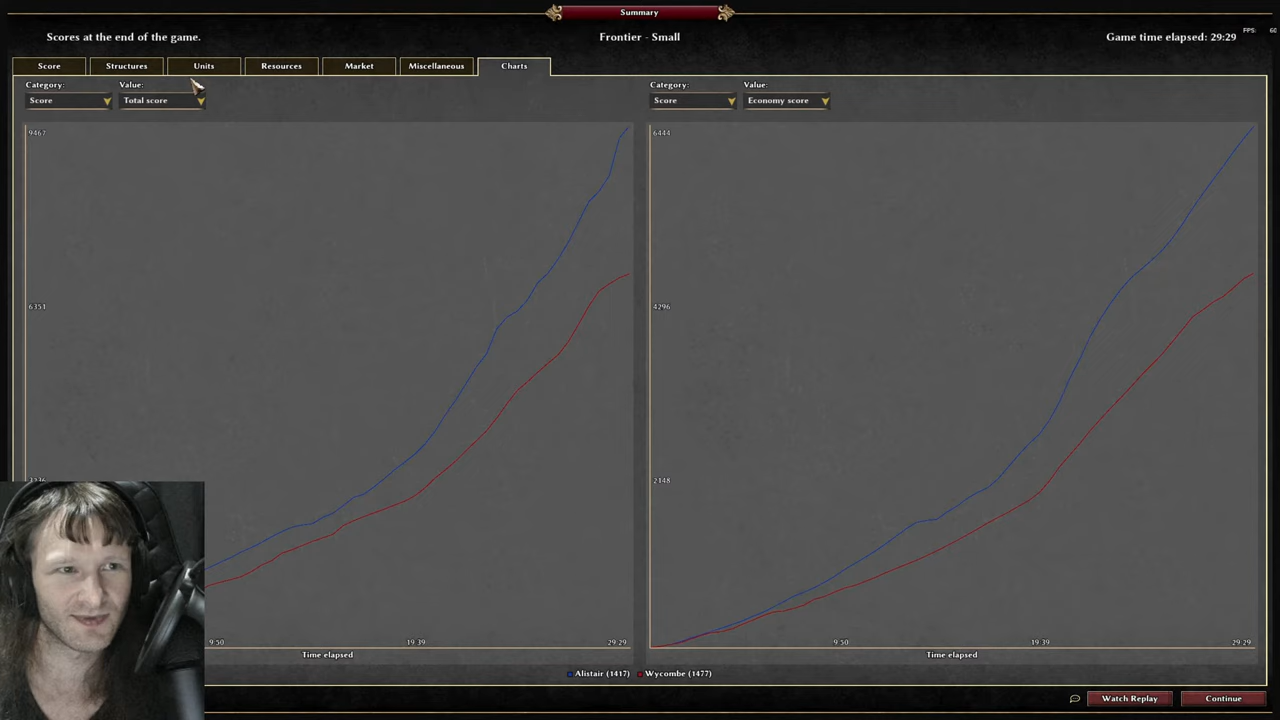 Summary
Scores at the end of the game.
Frontier - Small
Game time elapsed: 29:29
FPS: 60
Score
Structures
Units
Resources
Market
Miscellaneous
Charts
Category:
Value:
Score
Total score
Category:
Value:
Score
Economy score
9467
6351
6444
4296
2148
9:50
19:39
29:29
Time elapsed
9:50
19:39
29:29
Time elapsed
Alistair (1417)
Wycombe (1477)
Watch Replay
Continue